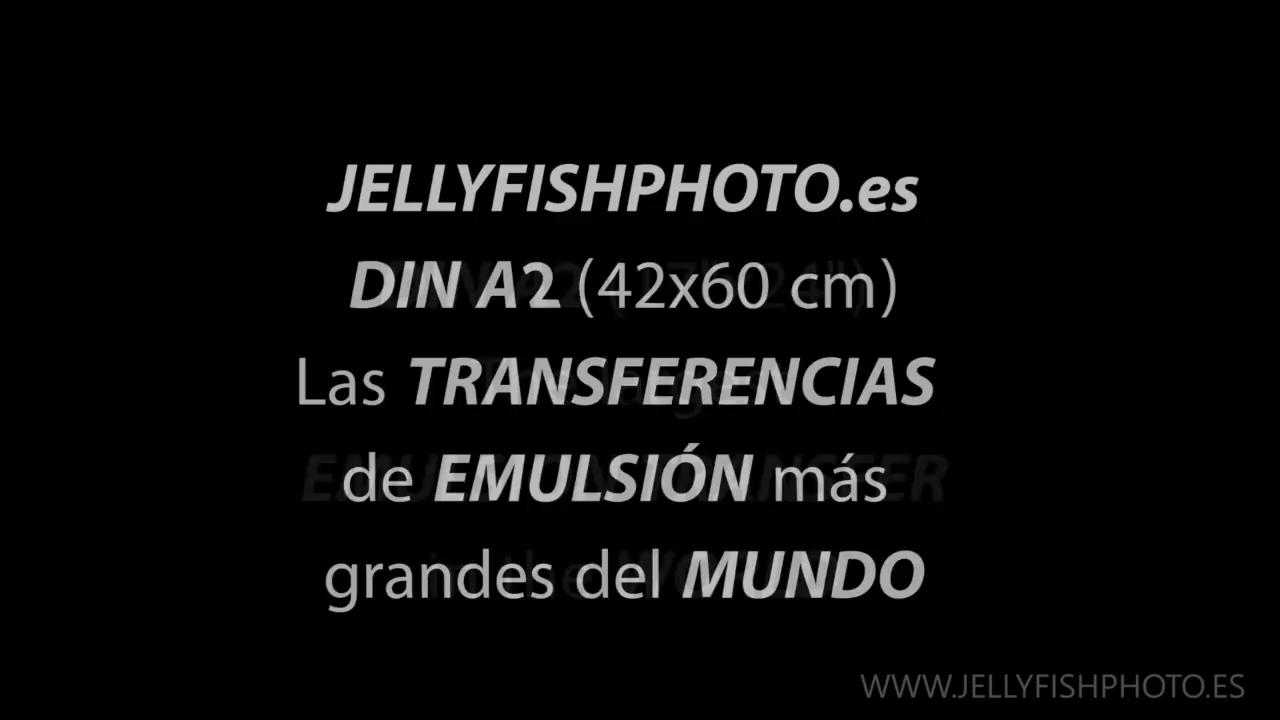 JELLYFISHPHOTO.es
DIN A2 (42x60 cm)
Las TRANSFERENCIAS
de EMULSIÓN más
grandes del MUNDO
WWW.JELLYFISHPHOTO.ES